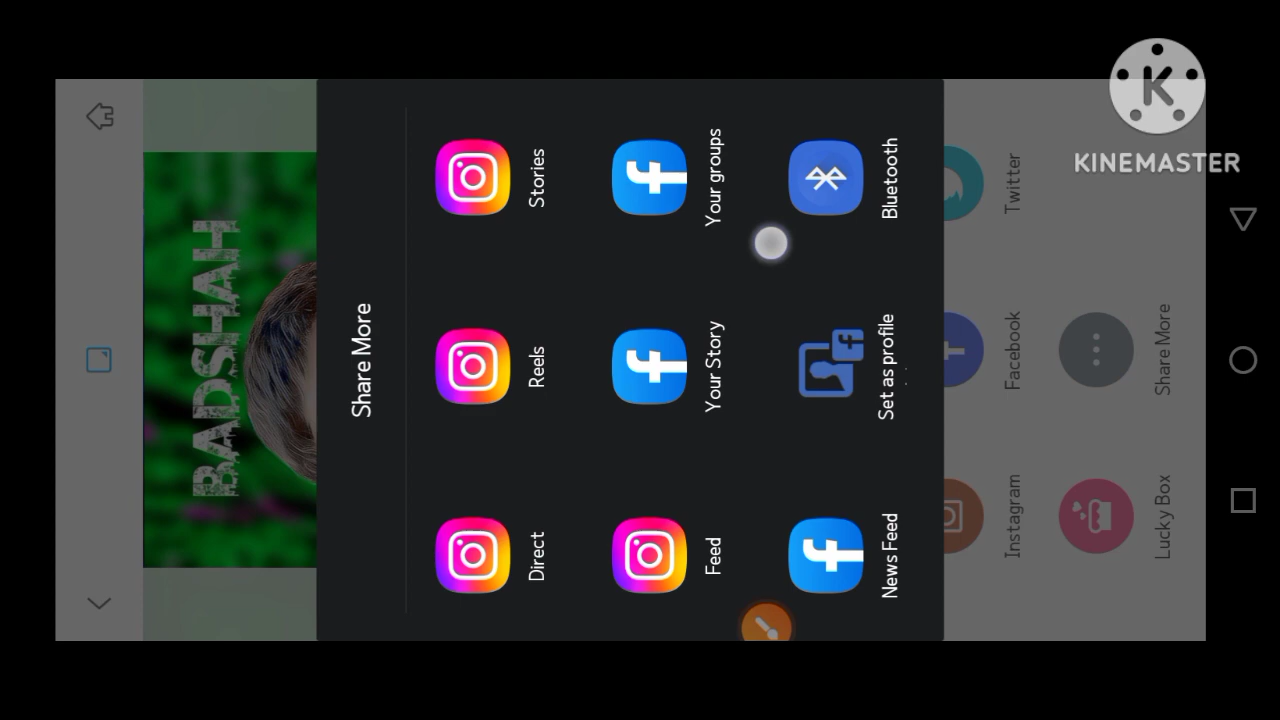 BADSHAH
Share More
Direct
Reels
Stories
Feed
Your Story
Your groups
News Feed
Set as profile
Bluetooth
Instagram
Facebook
Twitter
Lucky Box
Share More
K
KINEMASTER